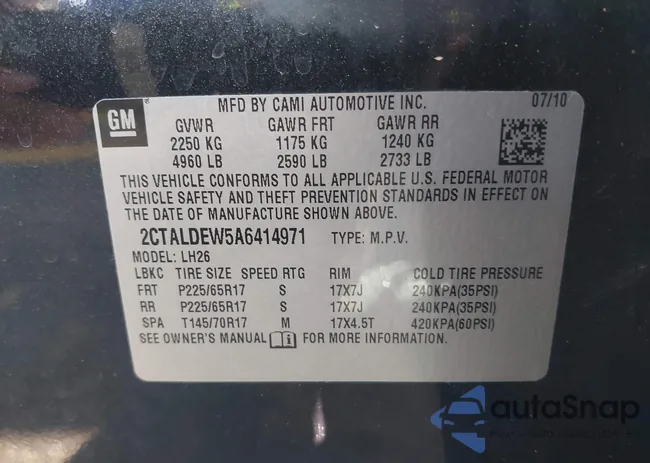 GM
MFD BY CAMI AUTOMOTIVE INC. 07/10
GVWR GAWR FRT GAWR RR
2250 KG 1175 KG 1240 KG
4960 LB 2590 LB 2733 LB
THIS VEHICLE CONFORMS TO ALL APPLICABLE U.S. FEDERAL MOTOR
VEHICLE SAFETY AND THEFT PREVENTION STANDARDS IN EFFECT ON
THE DATE OF MANUFACTURE SHOWN ABOVE.
2CTALDEW5A6414971 TYPE: M.P.V.
MODEL: LH26
LBKC TIRE SIZE SPEED RTG RIM COLD TIRE PRESSURE
FRT P225/65R17 S 17X7J 240KPA(35PSI)
RR P225/65R17 S 17X7J 240KPA(35PSI)
SPA T145/70R17 M 17X4.5T 420KPA(60PSI)
SEE OWNER'S MANUAL FOR MORE INFORMATION.
autoSnap